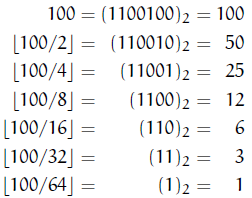 100 = (1100100)₂ = 100
⌊100/2⌋ = (110010)₂ = 50
⌊100/4⌋ = (11001)₂ = 25
⌊100/8⌋ = (1100)₂ = 12
⌊100/16⌋ = (110)₂ = 6
⌊100/32⌋ = (11)₂ = 3
⌊100/64⌋ = (1)₂ = 1